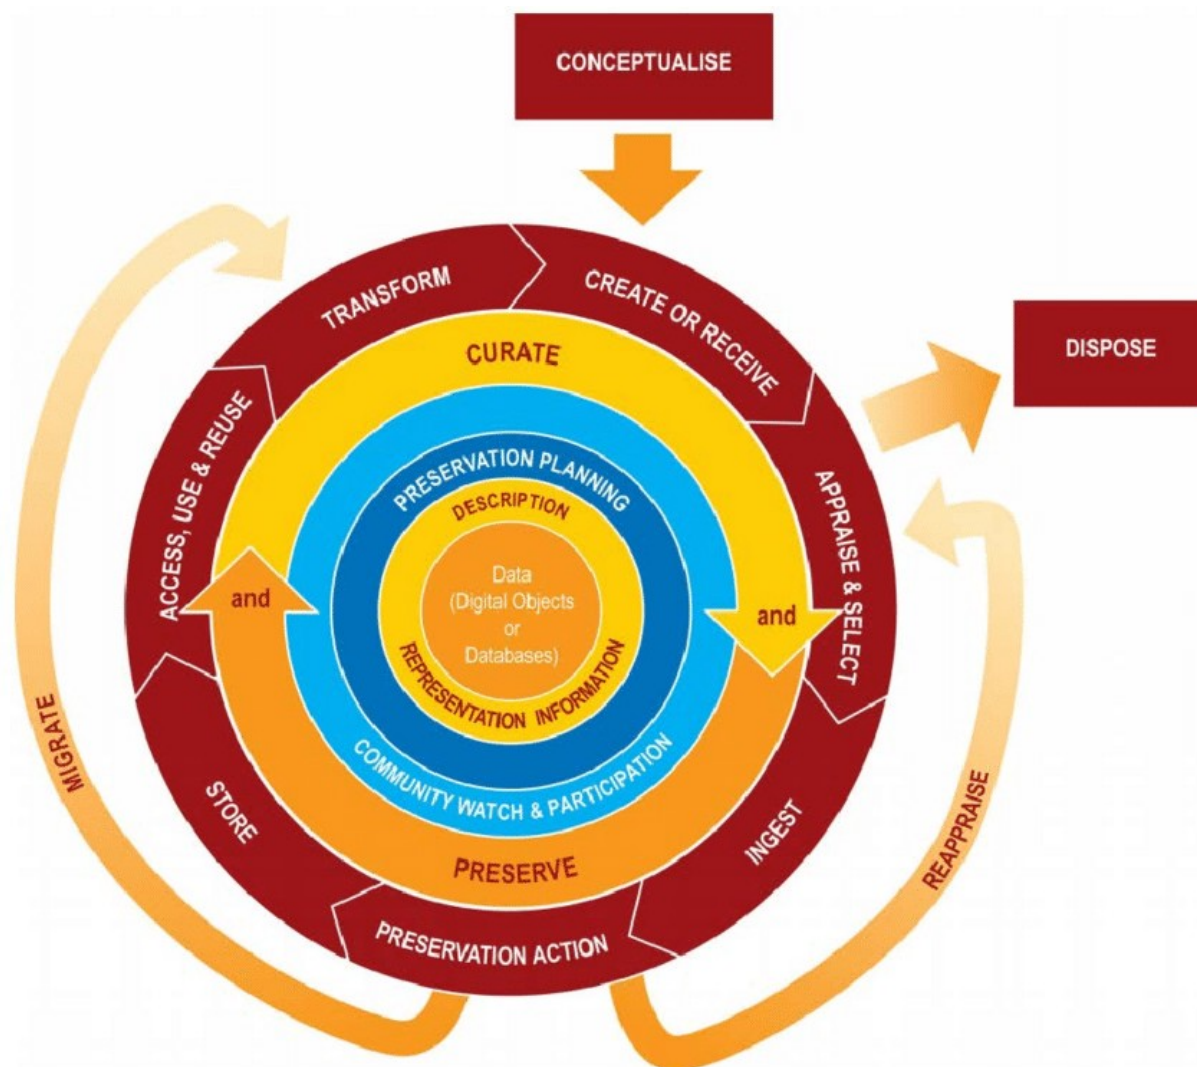 CONCEPTUALISE
DISPOSE
TRANSFORM
CREATE OR RECEIVE
APPRAISE & SELECT
INGEST
PRESERVATION ACTION
STORE
ACCESS, USE & REUSE
CURATE
and
PRESERVE
and
PRESERVATION PLANNING
COMMUNITY WATCH & PARTICIPATION
DESCRIPTION
REPRESENTATION INFORMATION
Data
(Digital Objects
or
Databases)
MIGRATE
REAPPRAISE